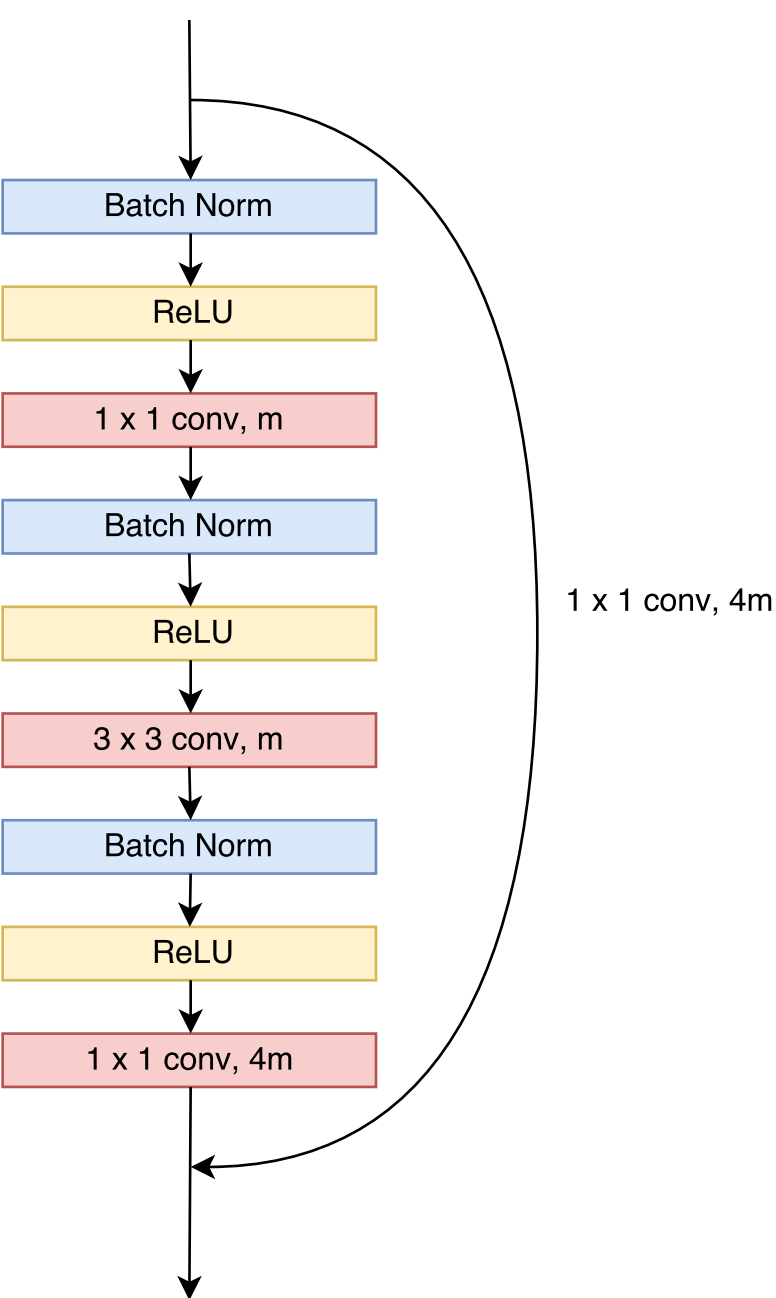 Batch Norm
ReLU
1 x 1 conv, m
Batch Norm
ReLU
1 x 1 conv, 4m
3 x 3 conv, m
Batch Norm
ReLU
1 x 1 conv, 4m